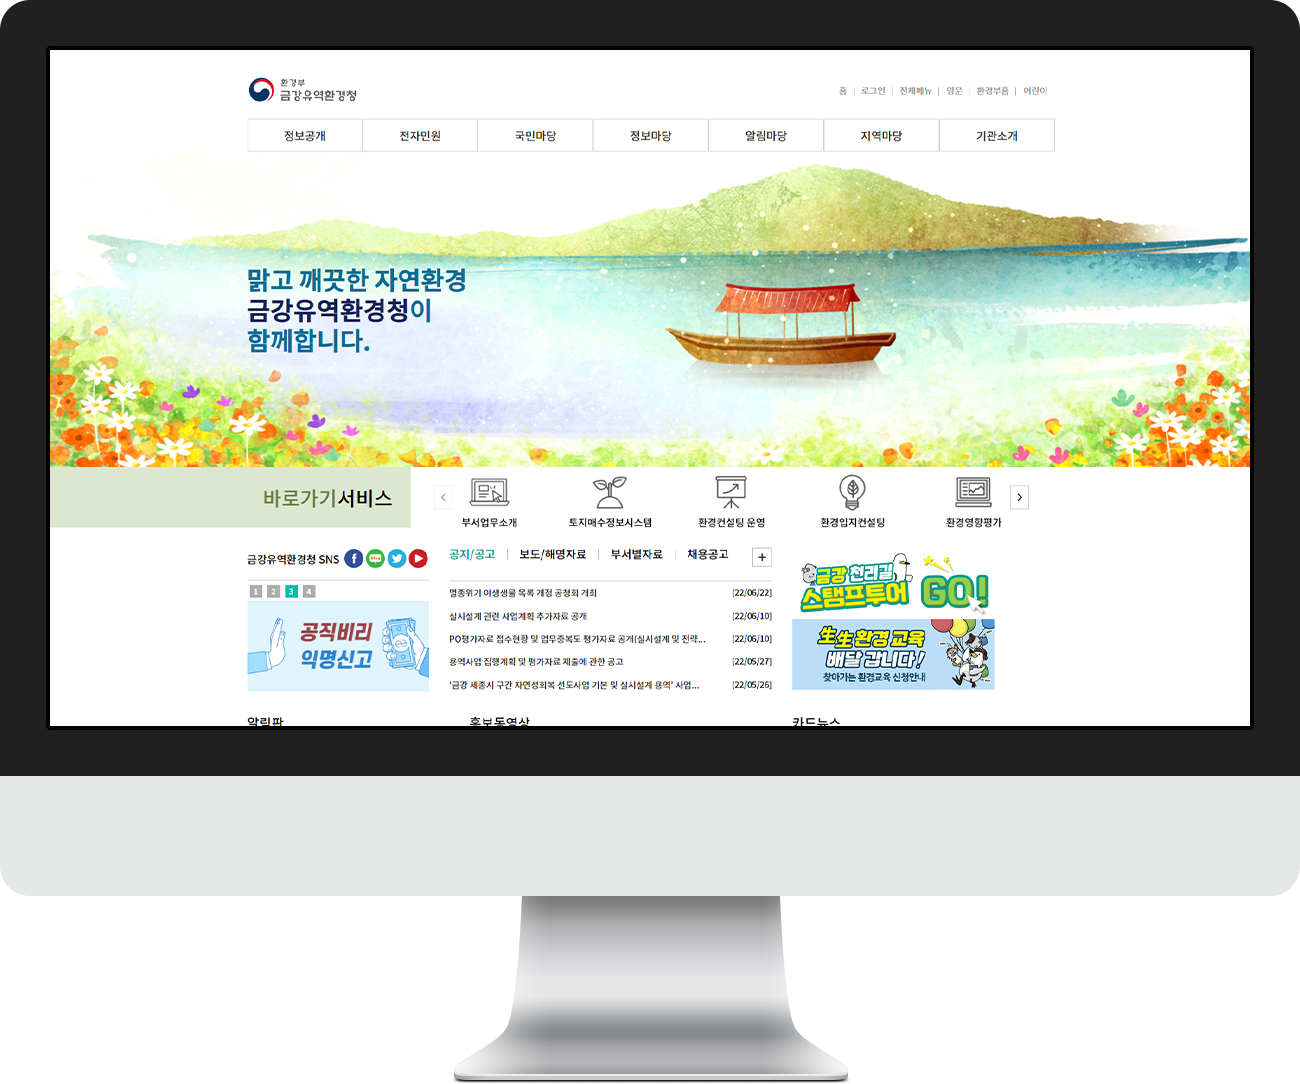 환경부
금강유역환경청
홈 | 로그인 | 전체메뉴 | 영문 | 환경부홈 | 어린이
정보공개 전자민원 국민마당 정보마당 알림마당 지역마당 기관소개
맑고 깨끗한 자연환경
금강유역환경청이
함께합니다.
바로가기서비스
< 부서업무소개 토지매수정보시스템 환경컨설팅 운영 환경입지컨설팅 환경영향평가 >
금강유역환경청 SNS
1 2 3 4
공직비리
익명신고
공지/공고 | 보도/해명자료 | 부서별자료 | 채용공고 +
멸종위기 야생생물 목록 개정 공청회 개최 [22/06/22]
실시설계 관련 사업계획 추가자료 공개 [22/06/10]
PQ평가자료 접수현황 및 업무중복도 평가자료 공개(실시설계 및 전략... [22/06/10]
용역사업 집행계획 및 평가자료 제출에 관한 공고 [22/05/27]
'금강 세종시 구간 자연성회복 선도사업 기본 및 실시설계 용역' 사업... [22/05/26]
금강 천리길
스탬프투어 GO!
生生 환경교육
배달 갑니다!
찾아가는 환경교육 신청안내
알림판 홍보동영상 카드뉴스